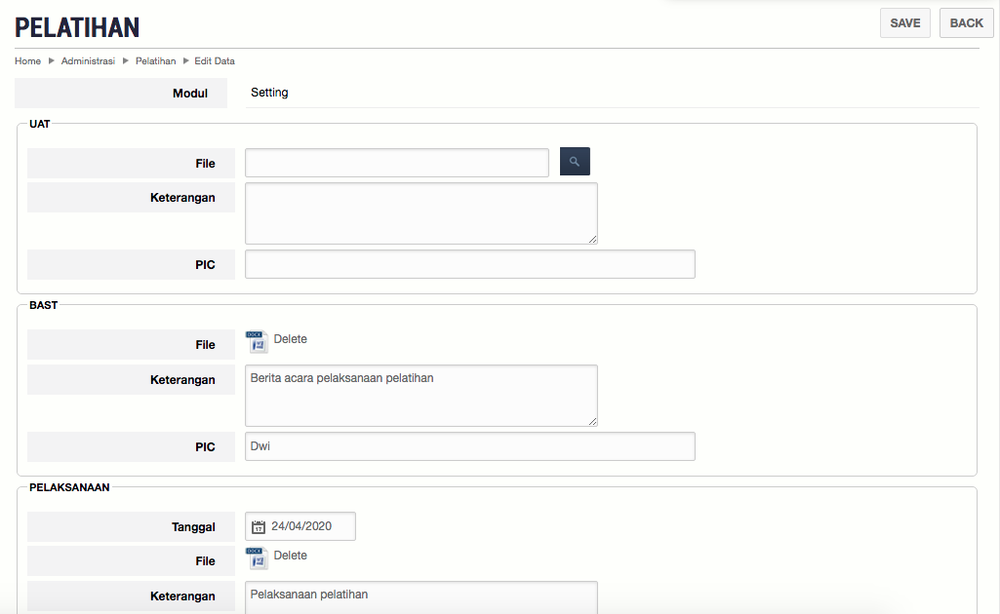 PELATIHAN
SAVE
BACK
Home Administrasi Pelatihan Edit Data
Modul Setting
UAT
File
Keterangan
PIC
BAST
File DOCX Delete
Keterangan Berita acara pelaksanaan pelatihan
PIC Dwi
PELAKSANAAN
Tanggal 17 24/04/2020
File DOCX Delete
Keterangan Pelaksanaan pelatihan